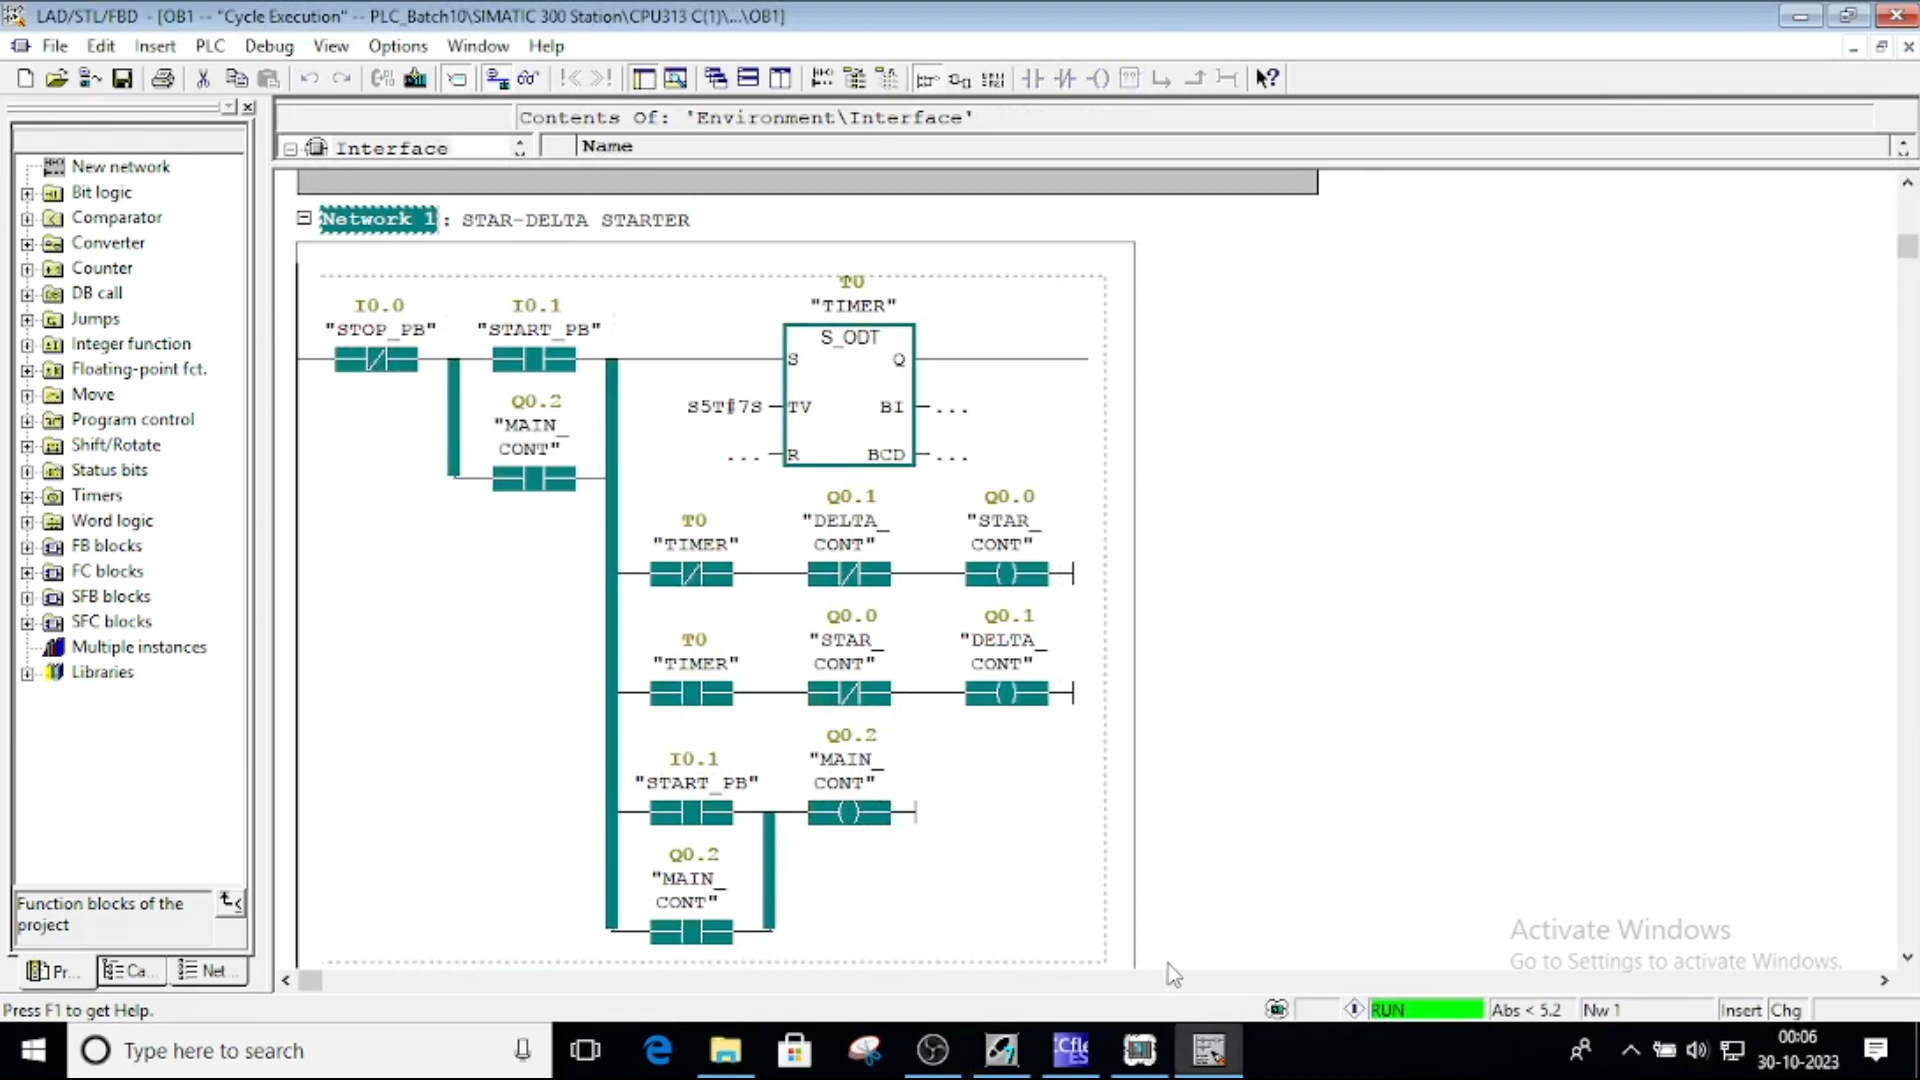 LAD/STL/FBD - [OB1 -- "Cycle Execution" -- PLC_Batch10\SIMATIC 300 Station\CPU313 C(1)\...\OB1]
File Edit Insert PLC Debug View Options Window Help
Contents Of: 'Environment\Interface'
Interface
Name
New network
Bit logic
Comparator
Converter
Counter
DB call
Jumps
Integer function
Floating-point fct.
Move
Program control
Shift/Rotate
Status bits
Timers
Word logic
FB blocks
FC blocks
SFB blocks
SFC blocks
Multiple instances
Libraries
Function blocks of the
project
Pr... Ca... Net...
Network 1 : STAR-DELTA STARTER
I0.0
"STOP_PB"
I0.1
"START_PB"
Q0.2
"MAIN_
CONT"
T0
"TIMER"
S_ODT
S Q
S5T#7S TV BI ...
... R BCD ...
T0
"TIMER"
Q0.1
"DELTA_
CONT"
Q0.0
"STAR_
CONT"
T0
"TIMER"
Q0.0
"STAR_
CONT"
Q0.1
"DELTA_
CONT"
I0.1
"START_PB"
Q0.2
"MAIN_
CONT"
Q0.2
"MAIN_
CONT"
Activate Windows
Go to Settings to activate Windows.
Press F1 to get Help.
RUN Abs < 5.2 Nw 1 Insert Chg
Type here to search
00:06
30-10-2023